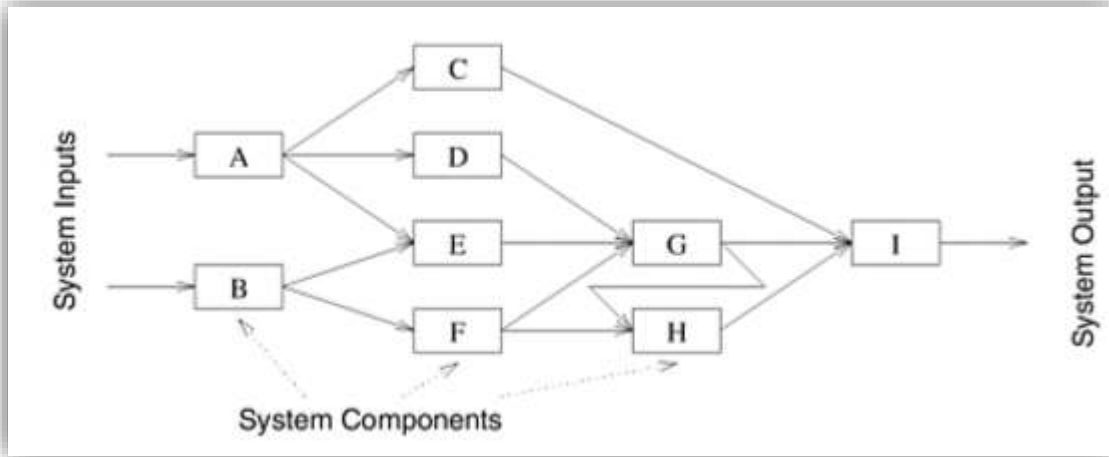 System Inputs
A
B
C
D
E
F
G
H
I
System Output
System Components